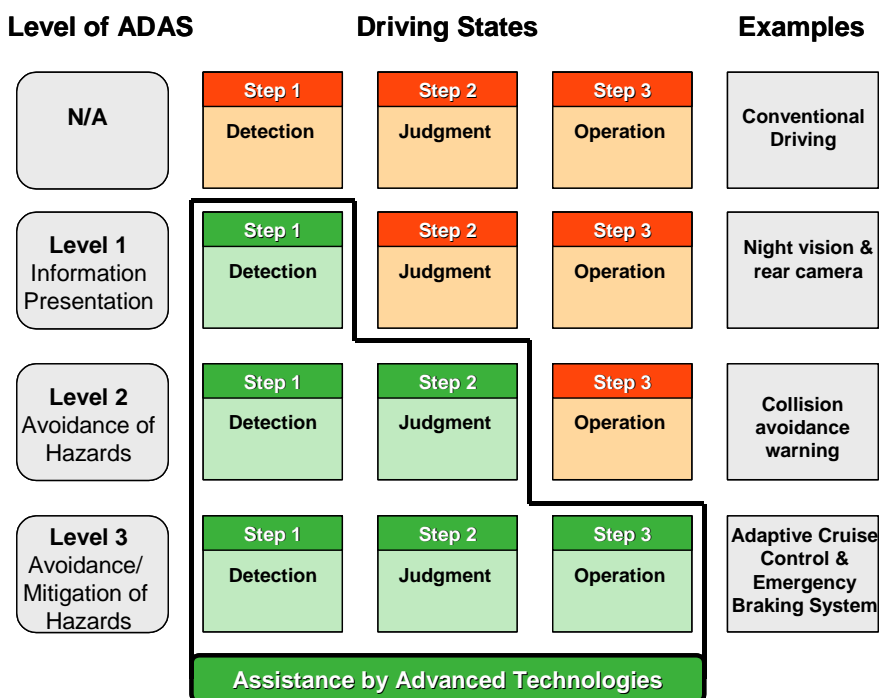 Level of ADAS
Driving States
Examples
N/A
Step 1
Detection
Step 2
Judgment
Step 3
Operation
Conventional
Driving
Level 1
Information
Presentation
Step 1
Detection
Step 2
Judgment
Step 3
Operation
Night vision &
rear camera
Level 2
Avoidance of
Hazards
Step 1
Detection
Step 2
Judgment
Step 3
Operation
Collision
avoidance
warning
Level 3
Avoidance/
Mitigation of
Hazards
Step 1
Detection
Step 2
Judgment
Step 3
Operation
Adaptive Cruise
Control &
Emergency
Braking System
Assistance by Advanced Technologies